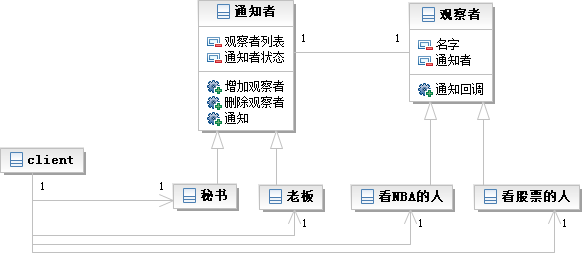 通知者
观察者列表
通知者状态
增加观察者
删除观察者
通知
1
1
观察者
名字
通知者
通知回调
client
1
1
秘书
老板
看NBA的人
看股票的人
1
1
1